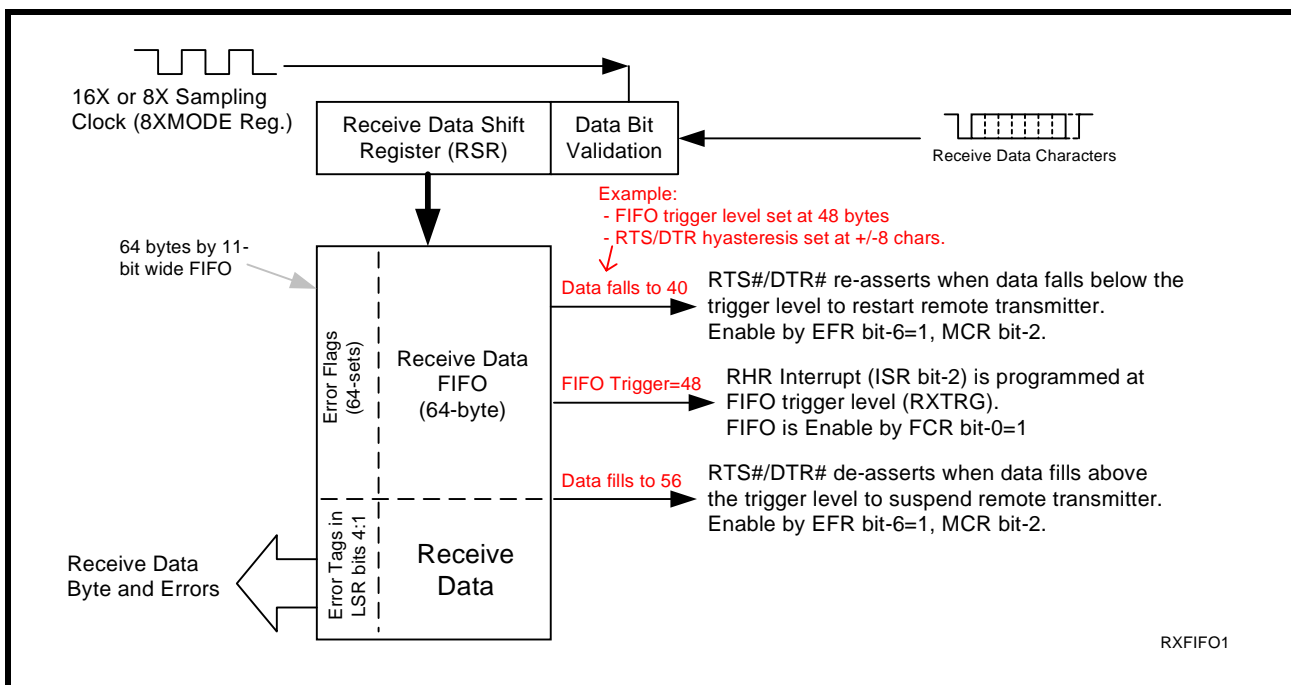 16X or 8X Sampling
Clock (8XMODE Reg.)
Receive Data Shift
Register (RSR)
Data Bit
Validation
Receive Data Characters
Example:
- FIFO trigger level set at 48 bytes
- RTS/DTR hyasteresis set at +/-8 chars.
64 bytes by 11-
bit wide FIFO
Data falls to 40
RTS#/DTR# re-asserts when data falls below the
trigger level to restart remote transmitter.
Enable by EFR bit-6=1, MCR bit-2.
Error Flags
(64-sets)
Receive Data
FIFO
(64-byte)
FIFO Trigger=48
RHR Interrupt (ISR bit-2) is programmed at
FIFO trigger level (RXTRG).
FIFO is Enable by FCR bit-0=1
Data fills to 56
RTS#/DTR# de-asserts when data fills above
the trigger level to suspend remote transmitter.
Enable by EFR bit-6=1, MCR bit-2.
Error Tags in
LSR bits 4:1
Receive
Data
Receive Data
Byte and Errors
RXFIFO1